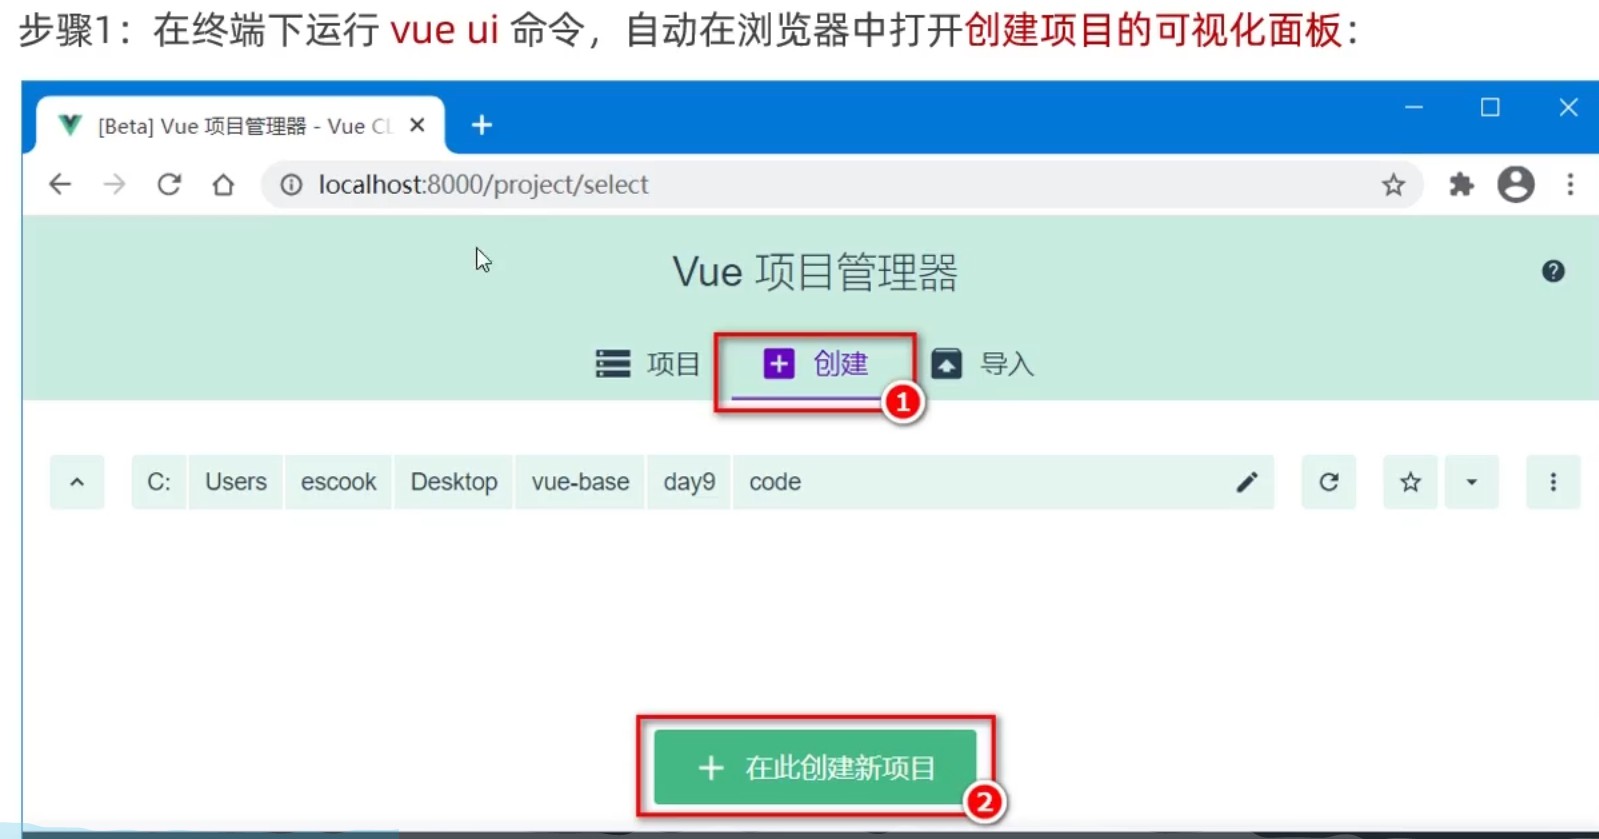 步骤1：在终端下运行 vue ui 命令，自动在浏览器中打开创建项目的可视化面板：
[Beta] Vue 项目管理器 - Vue CL
localhost:8000/project/select
Vue 项目管理器
项目 创建 导入
1
C: Users escook Desktop vue-base day9 code
+ 在此创建新项目
2